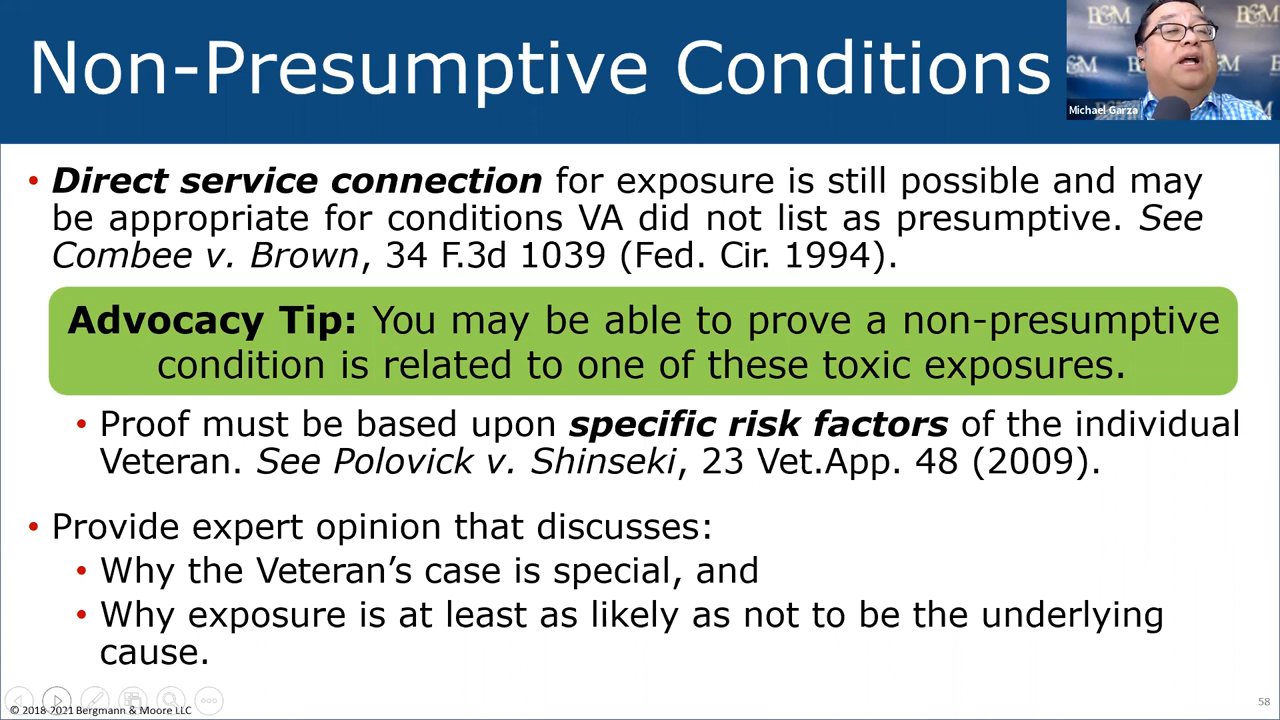 Non-Presumptive Conditions
B&M
B&M
Michael Garza
• Direct service connection for exposure is still possible and may
be appropriate for conditions VA did not list as presumptive. See
Combee v. Brown, 34 F.3d 1039 (Fed. Cir. 1994).
Advocacy Tip: You may be able to prove a non-presumptive
condition is related to one of these toxic exposures.
• Proof must be based upon specific risk factors of the individual
Veteran. See Polovick v. Shinseki, 23 Vet.App. 48 (2009).
• Provide expert opinion that discusses:
• Why the Veteran’s case is special, and
• Why exposure is at least as likely as not to be the underlying
cause.
© 2018-2021 Bergmann & Moore LLC
58